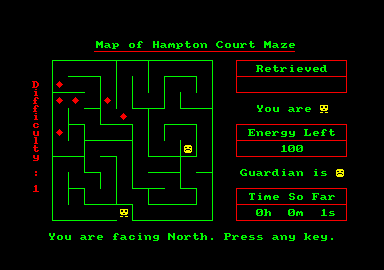 Map of Hampton Court Maze
Retrieved
Difficulty: 1
You are
Energy Left
100
Guardian is
Time So Far
0h 0m 1s
You are facing North. Press any key.